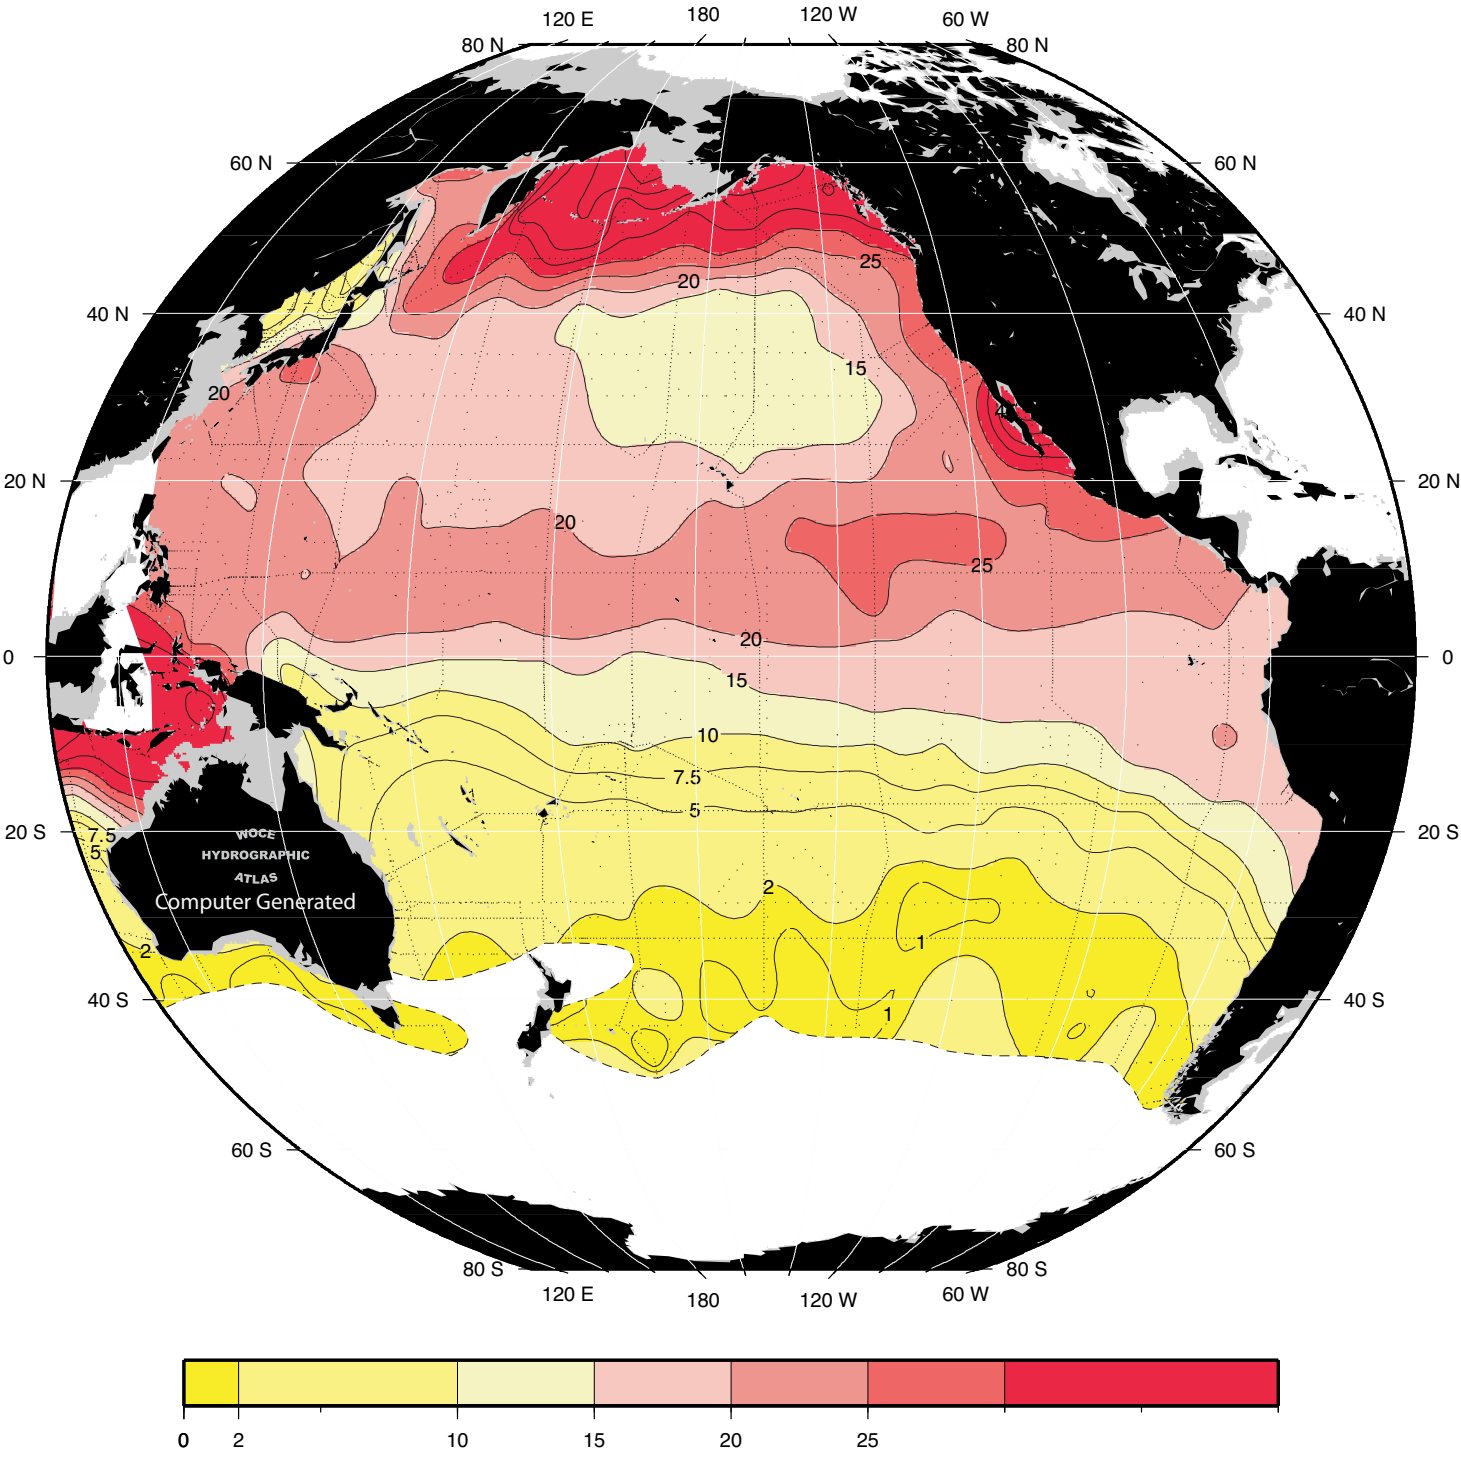 120 E 180 120 W 60 W
80 N 80 N
60 N 60 N
25
20
40 N 40 N
15
20
4
20 N 20 N
20
25
20
0 0
15
10
7.5
5
20 S 7.5 20 S
5
WOCE
HYDROGRAPHIC
ATLAS
Computer Generated
2
1
2
40 S 40 S
1
60 S 60 S
80 S 80 S
120 E 180 120 W 60 W
0 2 10 15 20 25